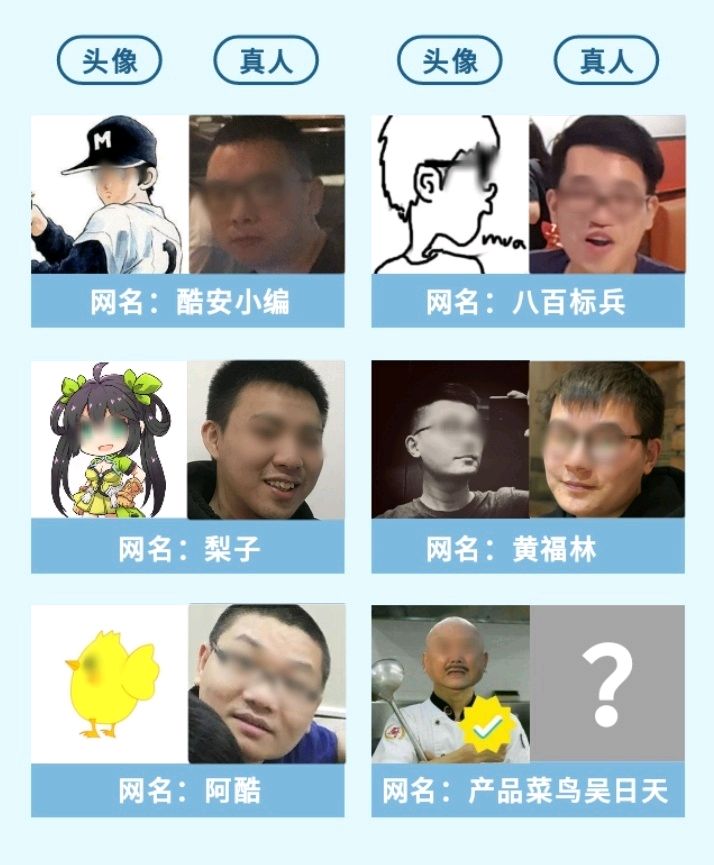 头像 真人 头像 真人
M
mua
网名：酷安小编 网名：八百标兵
网名：梨子 网名：黄福林
?
网名：阿酷 网名：产品菜鸟吴日天